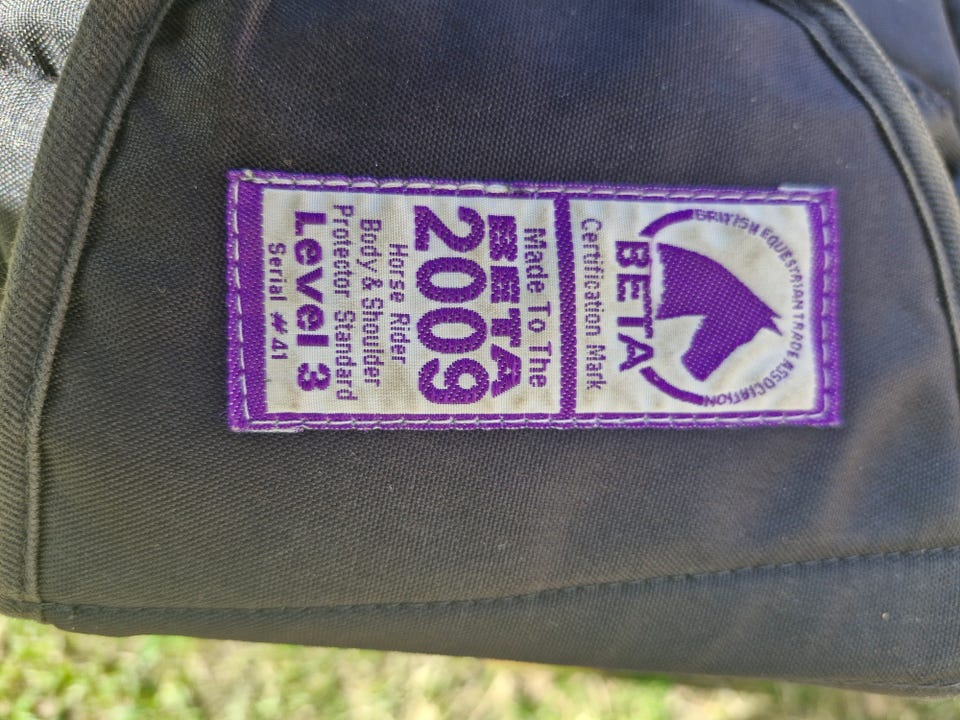 BRITISH EQUESTRIAN TRADE ASSOCIATION
BETA
Certification Mark
Made To The
BETA
2009
Horse Rider
Body & Shoulder
Protector Standard
Level 3
Serial # 41